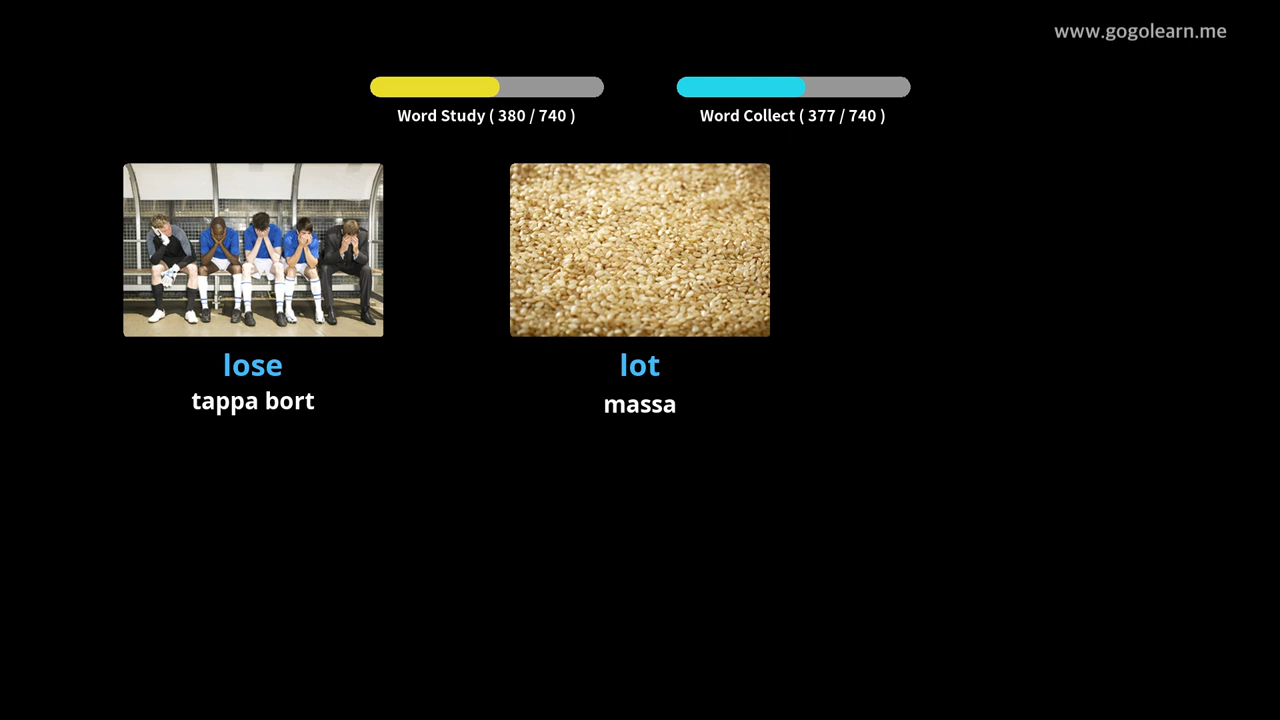 www.gogolearn.me
Word Study ( 380 / 740 )
Word Collect ( 377 / 740 )
lose
tappa bort
lot
massa